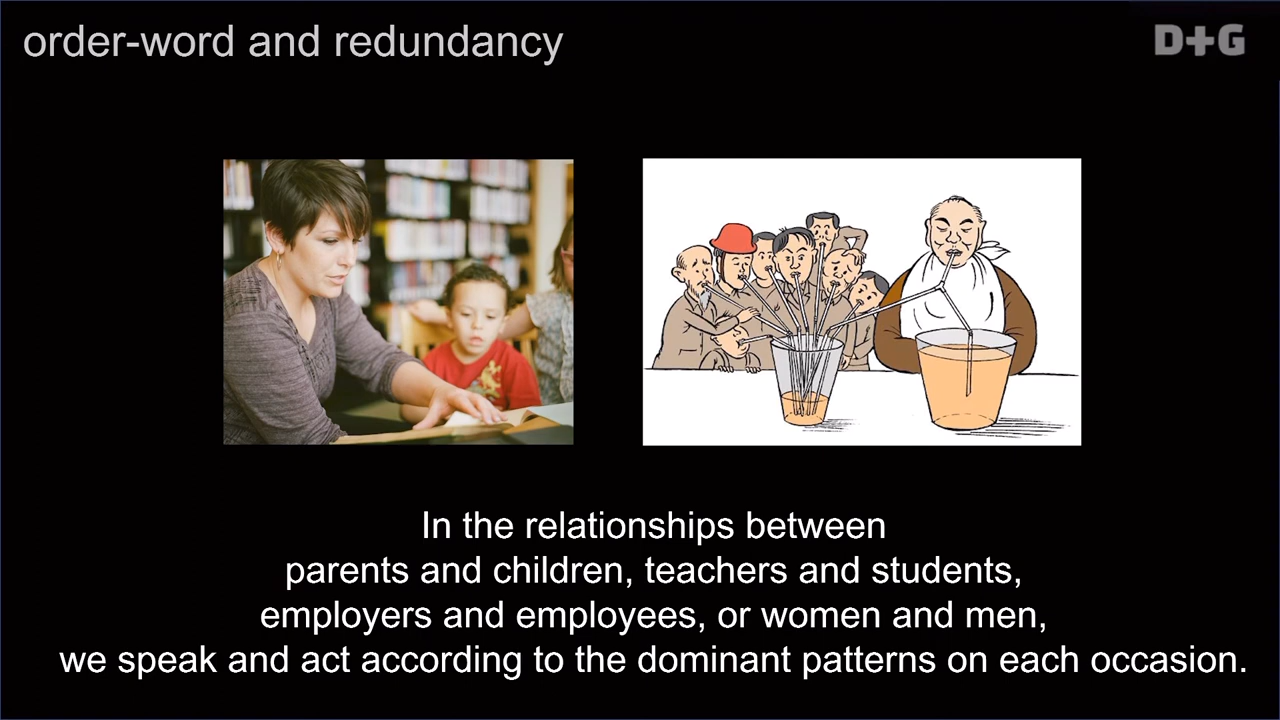 order-word and redundancy
D+G
In the relationships between
parents and children, teachers and students,
employers and employees, or women and men,
we speak and act according to the dominant patterns on each occasion.